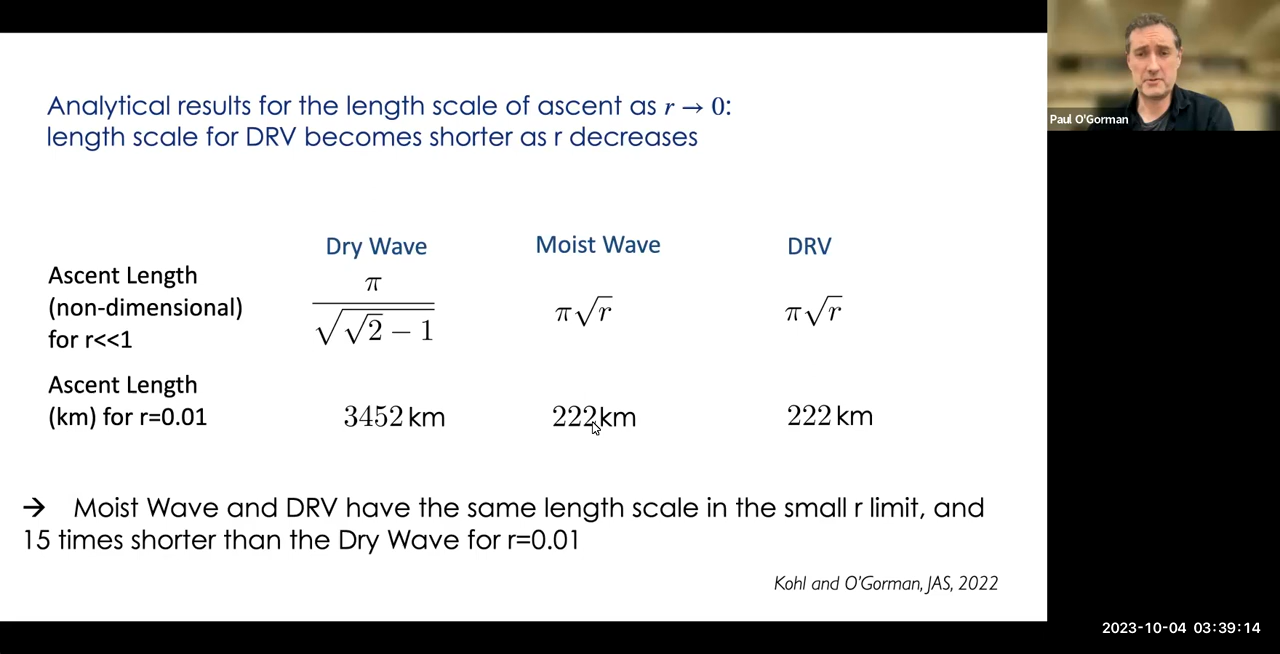 Analytical results for the length scale of ascent as r → 0:
length scale for DRV becomes shorter as r decreases
Dry Wave Moist Wave DRV
Ascent Length
(non-dimensional)
for r<<1
π/√(√2 − 1) π√r π√r
Ascent Length
(km) for r=0.01
3452 km 222km 222 km
→ Moist Wave and DRV have the same length scale in the small r limit, and
15 times shorter than the Dry Wave for r=0.01
Kohl and O'Gorman, JAS, 2022
Paul O'Gorman
2023-10-04 03:39:14